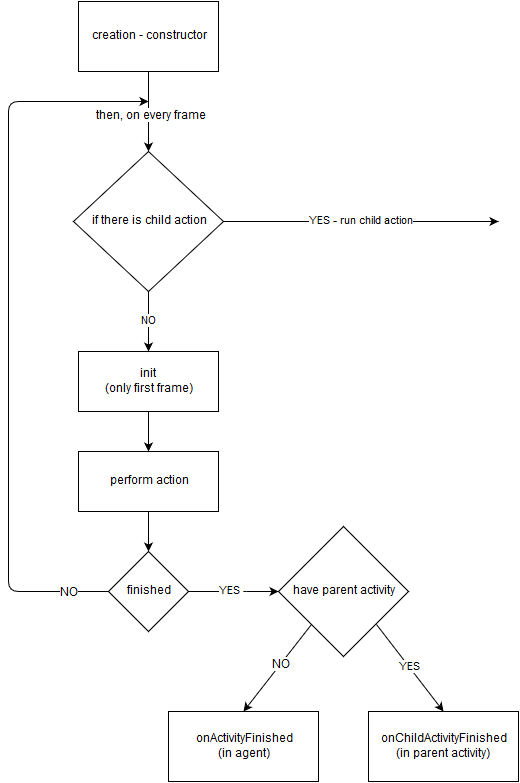 creation - constructor
then, on every frame
if there is child action
YES - run child action
NO
init
(only first frame)
perform action
finished
NO
YES
have parent activity
NO
YES
onActivityFinished
(in agent)
onChildActivityFinished
(in parent activity)